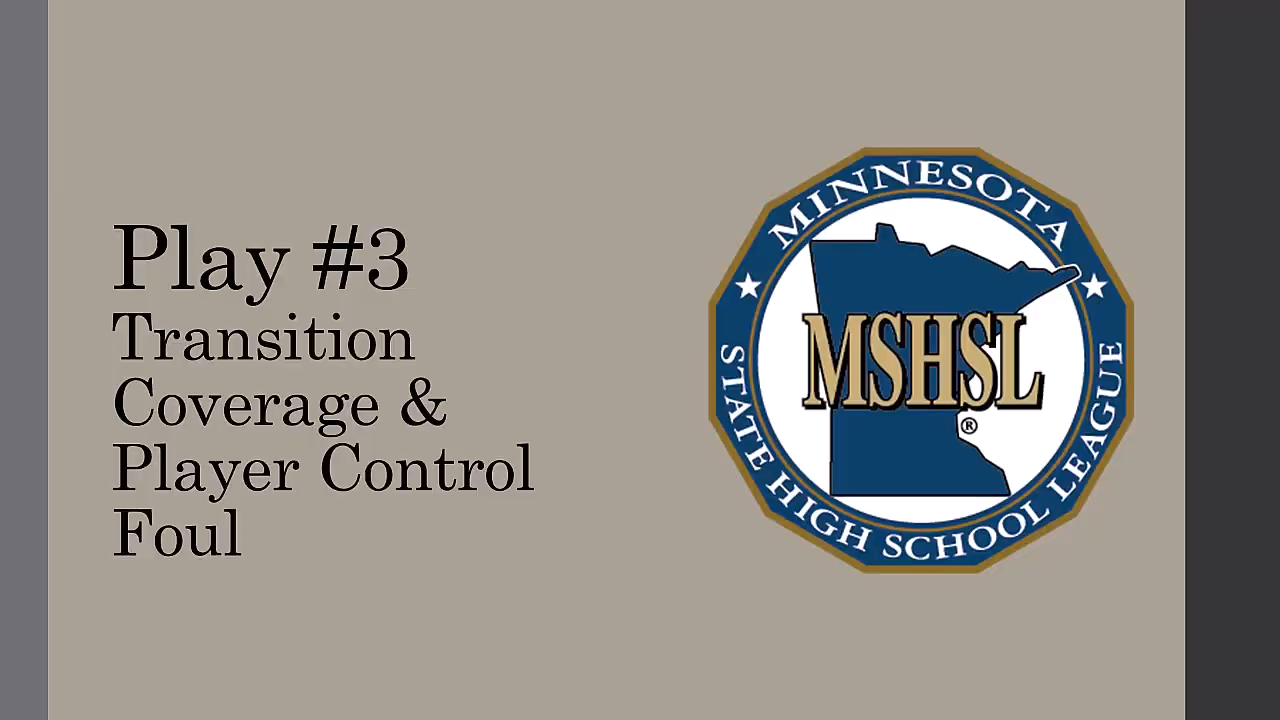 Play #3
Transition
Coverage &
Player Control
Foul
MINNESOTA
MSHSL
®
STATE HIGH SCHOOL LEAGUE